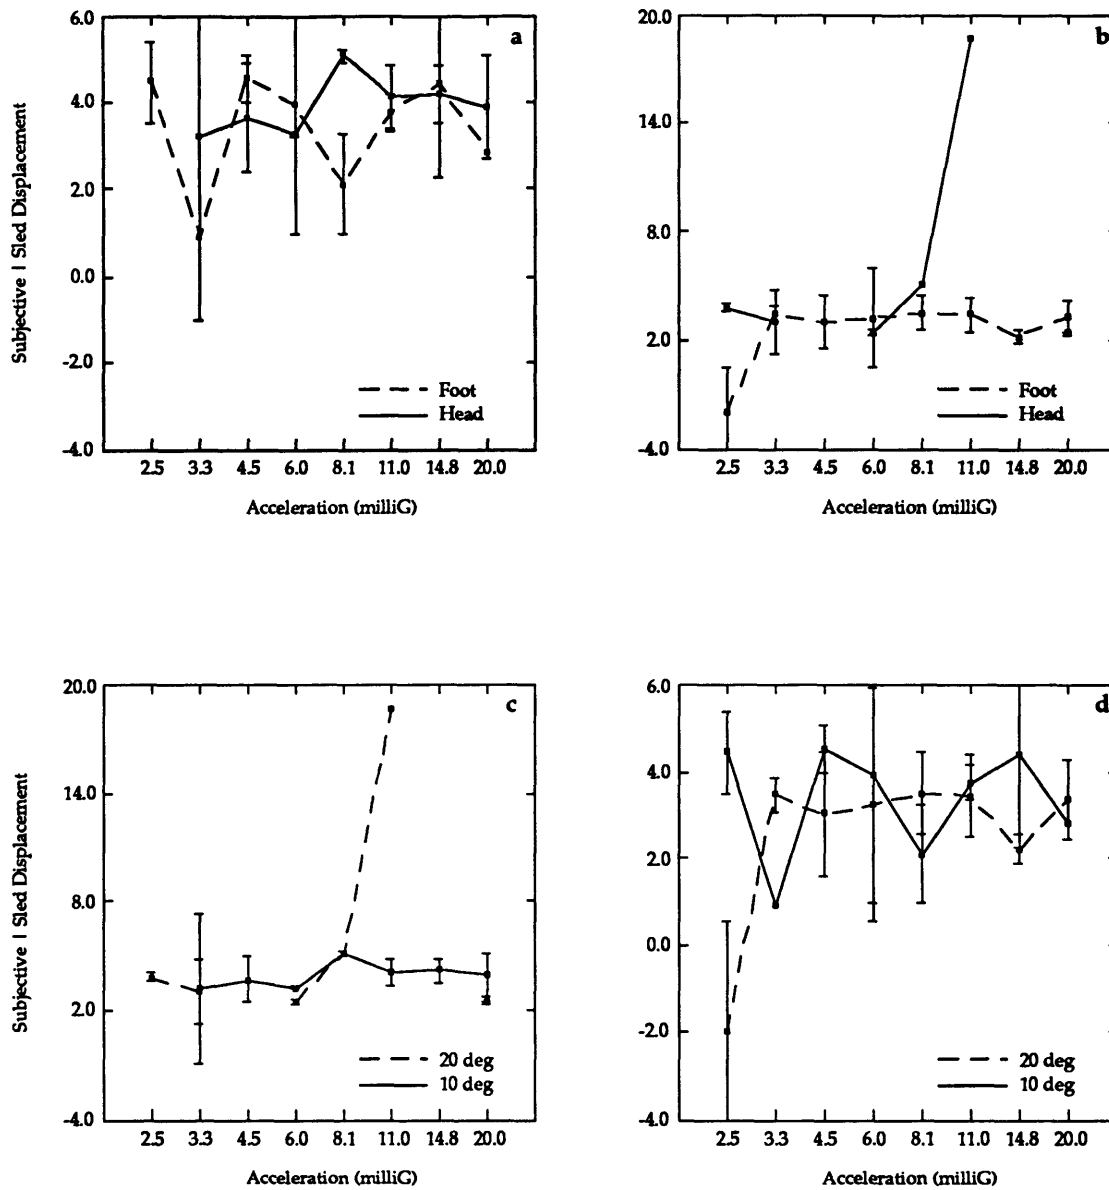 a
6.0
4.0
2.0
0.0
-2.0
-4.0
Subjective | Sled Displacement
Foot
Head
2.5 3.3 4.5 6.0 8.1 11.0 14.8 20.0
Acceleration (milliG)
b
20.0
14.0
8.0
2.0
-4.0
Foot
Head
2.5 3.3 4.5 6.0 8.1 11.0 14.8 20.0
Acceleration (milliG)
c
20.0
14.0
8.0
2.0
-4.0
Subjective | Sled Displacement
20 deg
10 deg
2.5 3.3 4.5 6.0 8.1 11.0 14.8 20.0
Acceleration (milliG)
d
6.0
4.0
2.0
0.0
-2.0
-4.0
20 deg
10 deg
2.5 3.3 4.5 6.0 8.1 11.0 14.8 20.0
Acceleration (milliG)